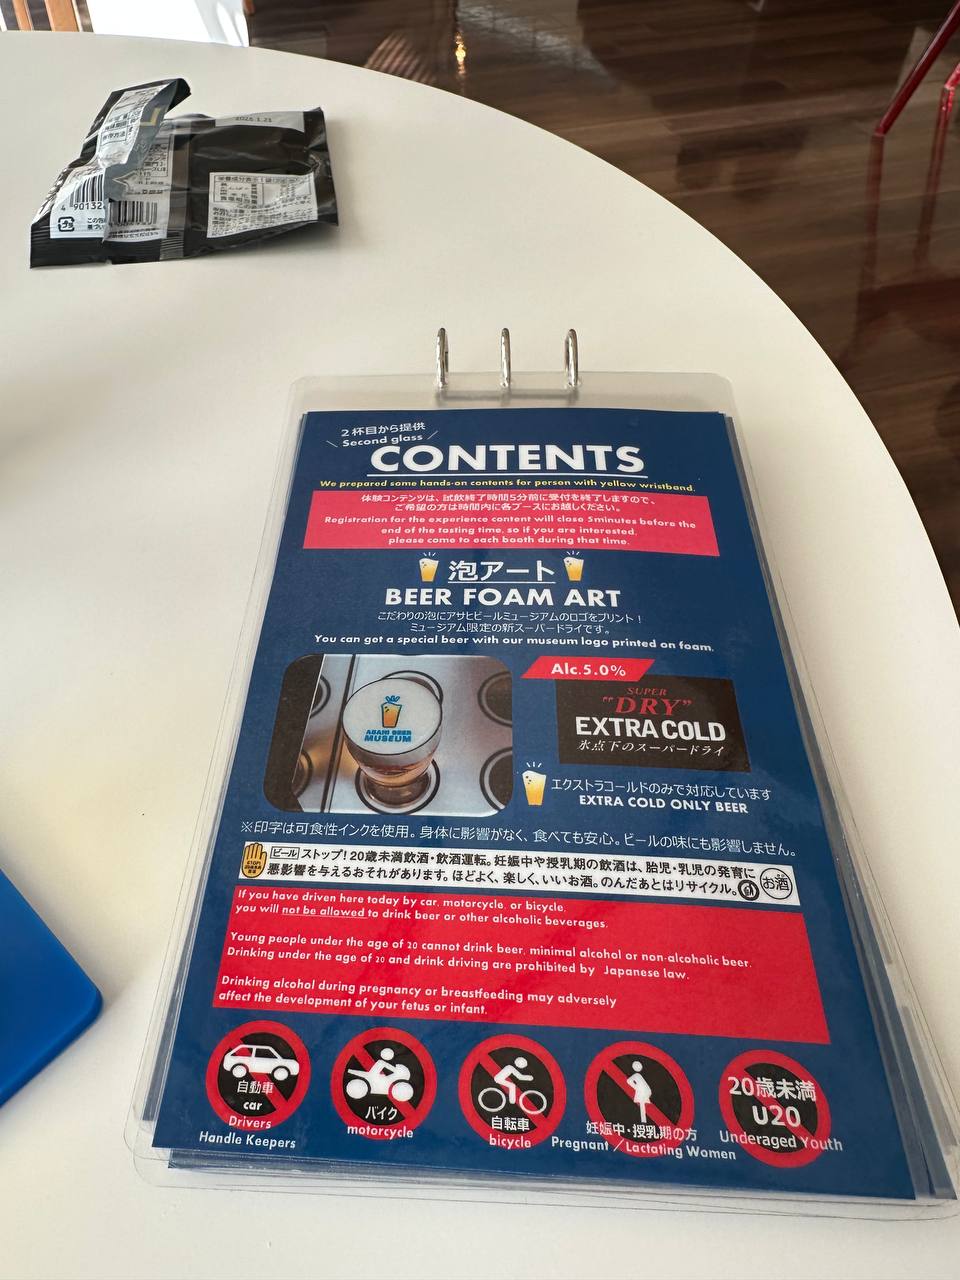 2026.1.21
保存方法
栄養成分表示
4 90132
この包
２杯目から提供
\ Second glass /
CONTENTS
We prepared some hands-on contents for person with yellow wristband.
体験コンテンツは、試飲終了時間5分前に受付を終了しますので、
ご希望の方は時間内に各ブースにお越しください。
Registration for the experience content will close 5minutes before the
end of the tasting time, so if you are interested,
please come to each booth during that time.
泡アート
BEER FOAM ART
こだわりの泡にアサヒビールミュージアムのロゴをプリント！
ミュージアム限定の新スーパードライです。
You can get a special beer with our museum logo printed on foam.
ASAHI BEER
MUSEUM
Alc.5.0%
SUPER
"DRY"
EXTRA COLD
氷点下のスーパードライ
エクストラコールドのみで対応しています
EXTRA COLD ONLY BEER
※印字は可食性インクを使用。身体に影響がなく、食べても安心。ビールの味にも影響しません。
ビール ストップ！20歳未満飲酒・飲酒運転。妊娠中や授乳期の飲酒は、胎児・乳児の発育に
悪影響を与えるおそれがあります。ほどよく、楽しく、いいお酒。のんだあとはリサイクル。
お酒
If you have driven here today by car, motorcycle, or bicycle,
you will not be allowed to drink beer or other alcoholic beverages.
Young people under the age of 20 cannot drink beer, minimal alcohol or non-alcoholic beer.
Drinking under the age of 20 and drink driving are prohibited by Japanese law.
Drinking alcohol during pregnancy or breastfeeding may adversely
affect the development of your fetus or infant.
自動車
car
Drivers
Handle Keepers
バイク
motorcycle
自転車
bicycle
妊娠中・授乳期の方
Pregnant / Lactating Women
20歳未満
U20
Underaged Youth